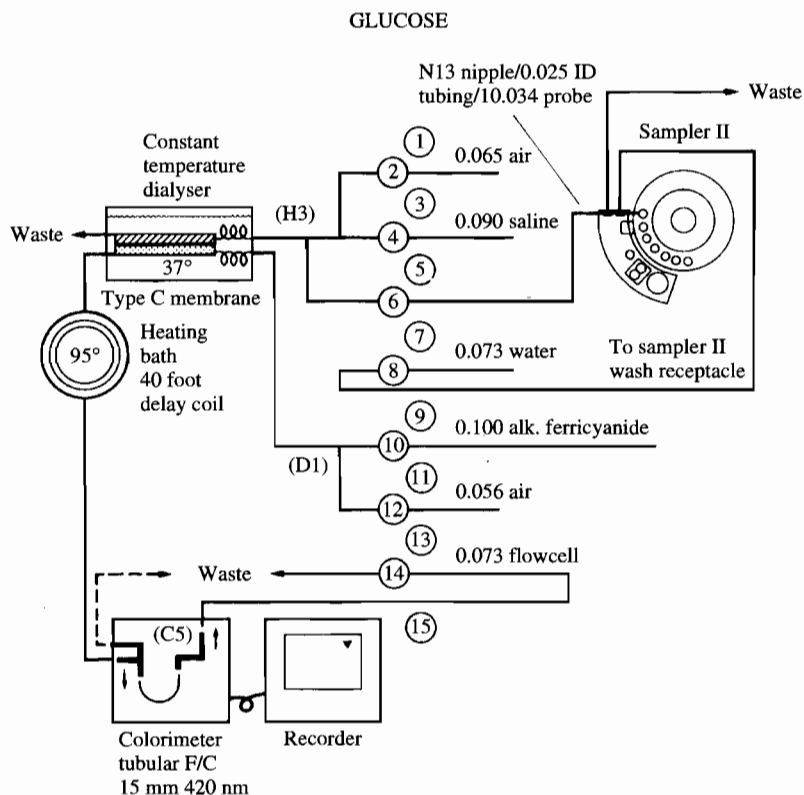 GLUCOSE
N13 nipple/0.025 ID
tubing/10.034 probe
Waste
Sampler II
Constant
temperature
dialyser
1
2
0.065 air
3
(H3)
4
0.090 saline
Waste
5
37°
6
Type C membrane
7
0.073 water
8
To sampler II
wash receptacle
95°
Heating
bath
40 foot
delay coil
9
0.100 alk. ferricyanide
10
(D1)
11
0.056 air
12
13
0.073 flowcell
14
Waste
15
(C5)
Colorimeter
tubular F/C
15 mm 420 nm
Recorder